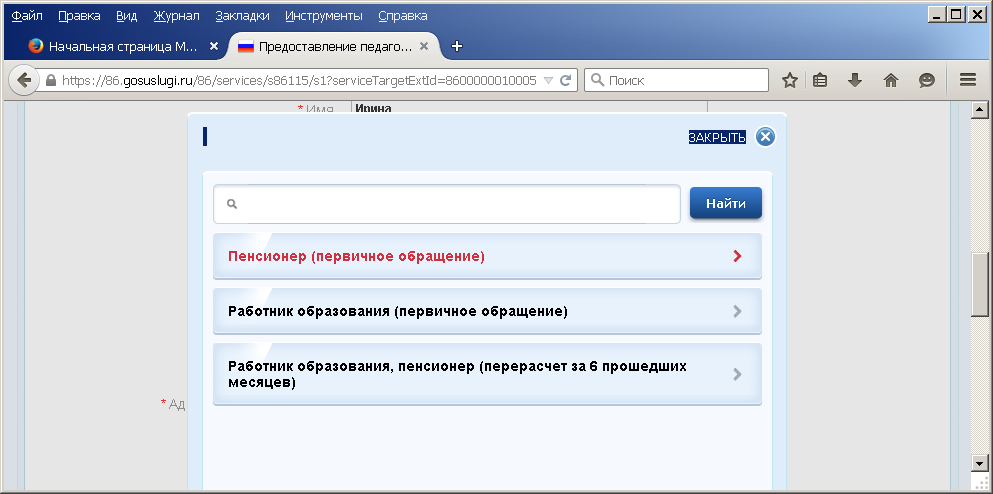 Файл Правка Вид Журнал Закладки Инструменты Справка
Начальная страница M... Предоставление педаго...
https://86.gosuslugi.ru/86/services/s86115/s1?serviceTargetExtId=8600000010005 Поиск
* Имя Ирина
ЗАКРЫТЬ
Найти
Пенсионер (первичное обращение)
Работник образования (первичное обращение)
Работник образования, пенсионер (перерасчет за 6 прошедших
месяцев)
* Ад